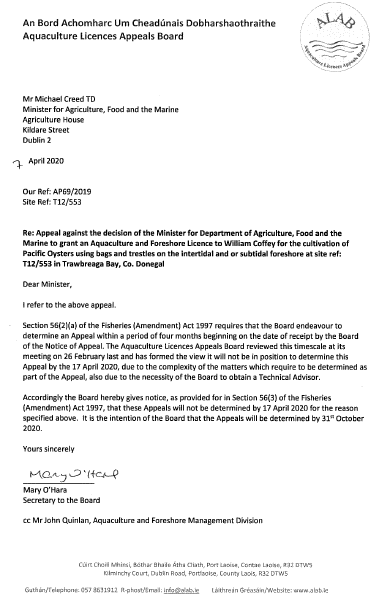 An Bord Achomharc Um Cheadúnais Dobharshaothraithe
Aquaculture Licences Appeals Board
ALAB
Aquaculture Licences Appeals Board
Mr Michael Creed TD
Minister for Agriculture, Food and the Marine
Agriculture House
Kildare Street
Dublin 2
7 April 2020
Our Ref: AP69/2019
Site Ref: T12/553
Re: Appeal against the decision of the Minister for Department of Agriculture, Food and the
Marine to grant an Aquaculture and Foreshore Licence to William Coffey for the cultivation of
Pacific Oysters using bags and trestles on the intertidal and or subtidal foreshore at site ref:
T12/553 in Trawbreaga Bay, Co. Donegal
Dear Minister,
I refer to the above appeal.
Section 56(2)(a) of the Fisheries (Amendment) Act 1997 requires that the Board endeavour to
determine an Appeal within a period of four months beginning on the date of receipt by the Board
of the Notice of Appeal. The Aquaculture Licences Appeals Board reviewed this timescale at its
meeting on 26 February last and has formed the view it will not be in position to determine this
Appeal by the 17 April 2020, due to the complexity of the matters which require to be determined as
part of the Appeal, also due to the necessity of the Board to obtain a Technical Advisor.
Accordingly the Board hereby gives notice, as provided for in Section 56(3) of the Fisheries
(Amendment) Act 1997, that these Appeals will not be determined by 17 April 2020 for the reason
specified above. It is the intention of the Board that the Appeals will be determined by 31st October
2020.
Yours sincerely
Mary O'Hara
Mary O'Hara
Secretary to the Board
cc Mr John Quinlan, Aquaculture and Foreshore Management Division
Cúirt Choill Mhinsí, Bóthar Bhaile Átha Cliath, Port Laoise, Contae Laoise, R32 DTW5
Kilminchy Court, Dublin Road, Portlaoise, County Laois, R32 DTW5
Guthán/Telephone: 057 8631912 R-phost/Email: info@alab.ie Láithreán Gréasáin/Website: www.alab.ie